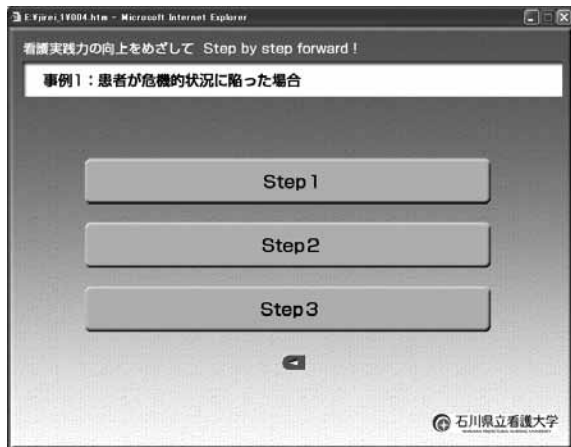 E:¥jirei_1¥004.htm - Microsoft Internet Explorer
看護実践力の向上をめざして Step by step forward！
事例1：患者が危機的状況に陥った場合
Step1
Step2
Step3
石川県立看護大学